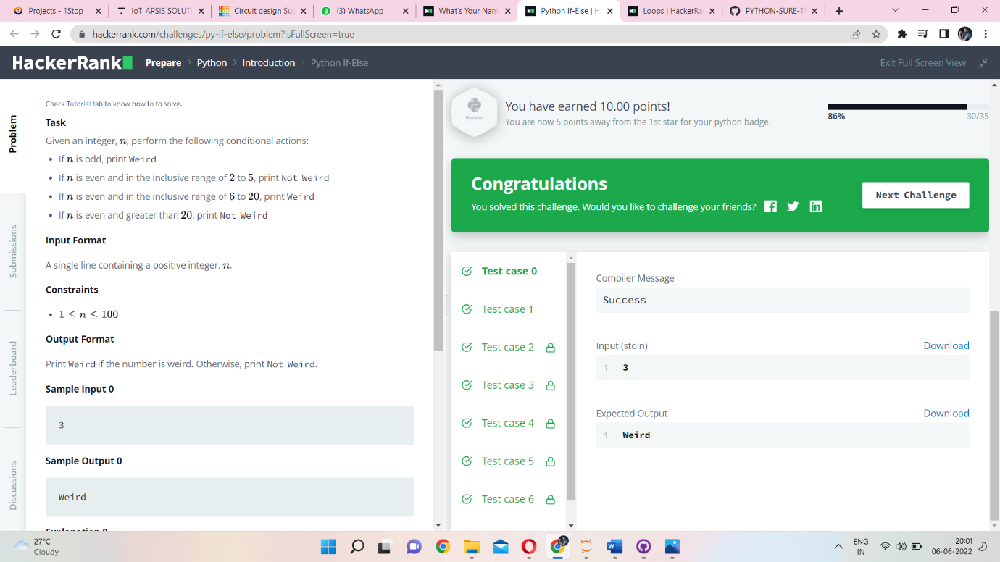 Projects - 1Stop
IoT_APSIS SOLUTI
Circuit design Sup
(3) WhatsApp
What's Your Nam
Python If-Else | Ha
Loops | HackerRa
PYTHON-SURE-T
hackerrank.com/challenges/py-if-else/problem?isFullScreen=true
HackerRank
Prepare > Python > Introduction > Python If-Else
Exit Full Screen View
Problem
Submissions
Leaderboard
Discussions
Check Tutorial tab to know how to to solve.
Task
Given an integer, n, perform the following conditional actions:
• If n is odd, print Weird
• If n is even and in the inclusive range of 2 to 5, print Not Weird
• If n is even and in the inclusive range of 6 to 20, print Weird
• If n is even and greater than 20, print Not Weird
Input Format
A single line containing a positive integer, n.
Constraints
• 1 ≤ n ≤ 100
Output Format
Print Weird if the number is weird. Otherwise, print Not Weird.
Sample Input 0
3
Sample Output 0
Weird
Explanation 0
Python
You have earned 10.00 points!
You are now 5 points away from the 1st star for your python badge.
86%
30/35
Congratulations
You solved this challenge. Would you like to challenge your friends?
Next Challenge
Test case 0
Test case 1
Test case 2
Test case 3
Test case 4
Test case 5
Test case 6
Compiler Message
Success
Input (stdin)
Download
1 3
Expected Output
Download
1 Weird
27°C
Cloudy
ENG
IN
20:01
06-06-2022